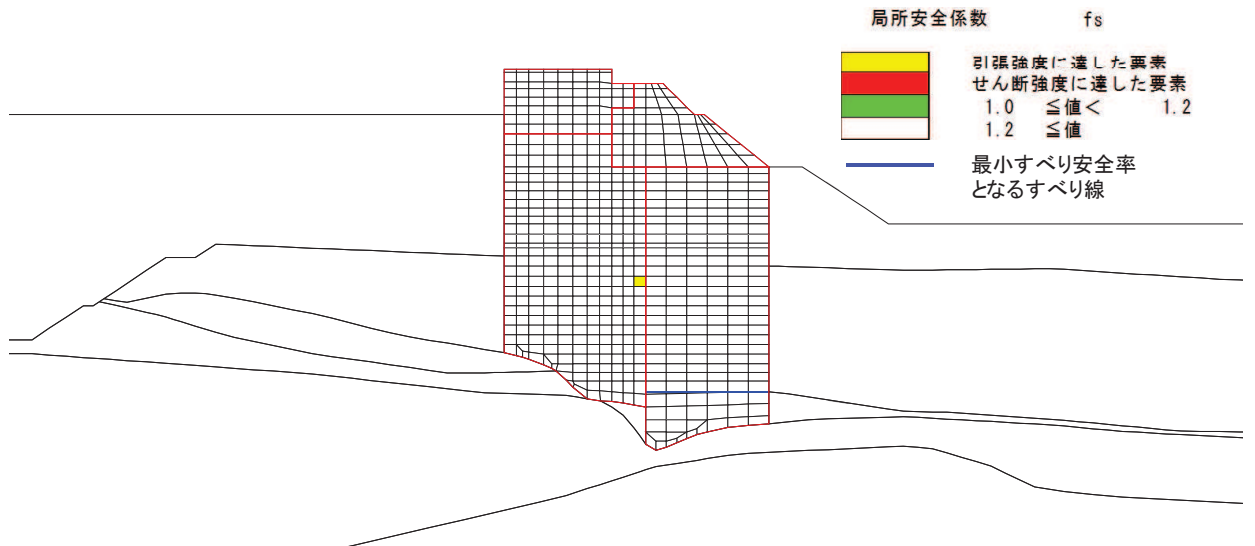 局所安全係数 fs
引張強度に達した要素
せん断強度に達した要素
1.0 ≦値< 1.2
1.2 ≦値
最小すべり安全率
となるすべり線